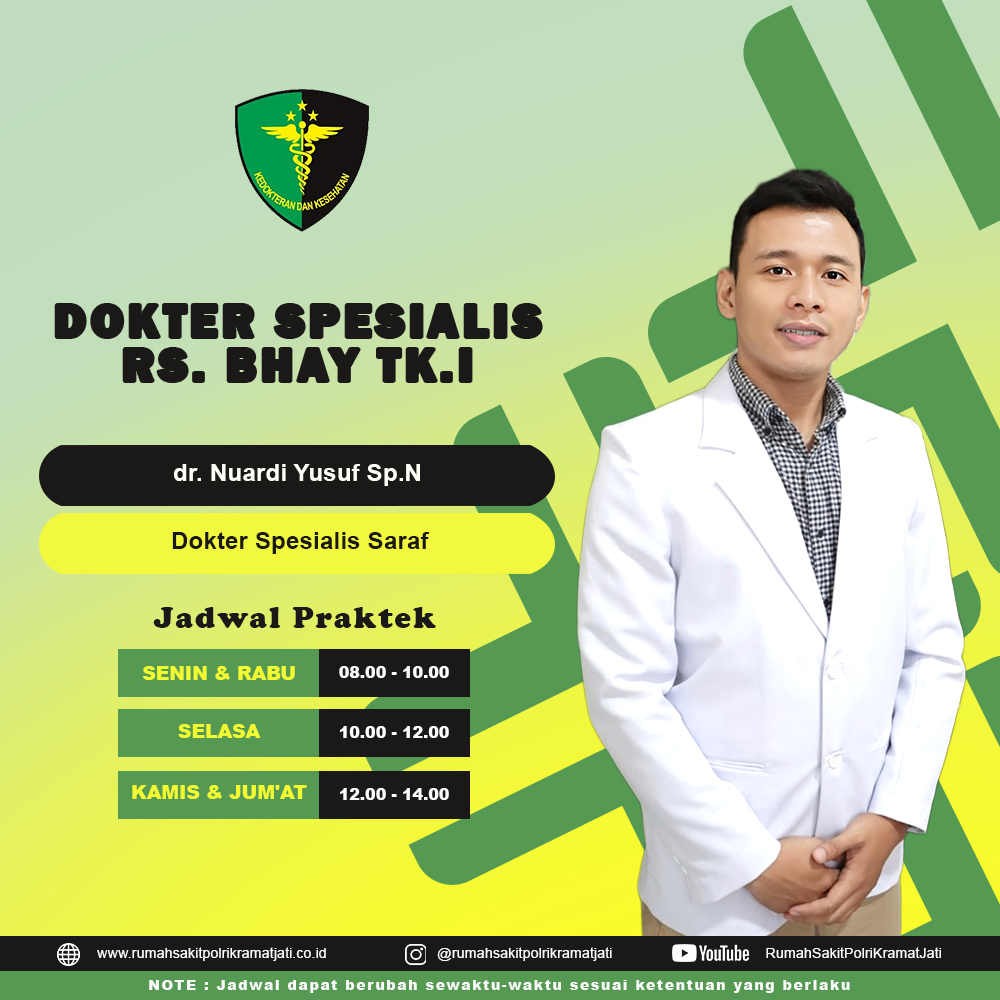 KEDOKTERAN DAN KESEHATAN
DOKTER SPESIALIS
RS. BHAY TK.I
dr. Nuardi Yusuf Sp.N
Dokter Spesialis Saraf
Jadwal Praktek
SENIN & RABU 08.00 - 10.00
SELASA 10.00 - 12.00
KAMIS & JUM'AT 12.00 - 14.00
www.rumahsakitpolrikramatjati.co.id @rumahsakitpolrikramatjati YouTube RumahSakitPolriKramatJati
NOTE : Jadwal dapat berubah sewaktu-waktu sesuai ketentuan yang berlaku